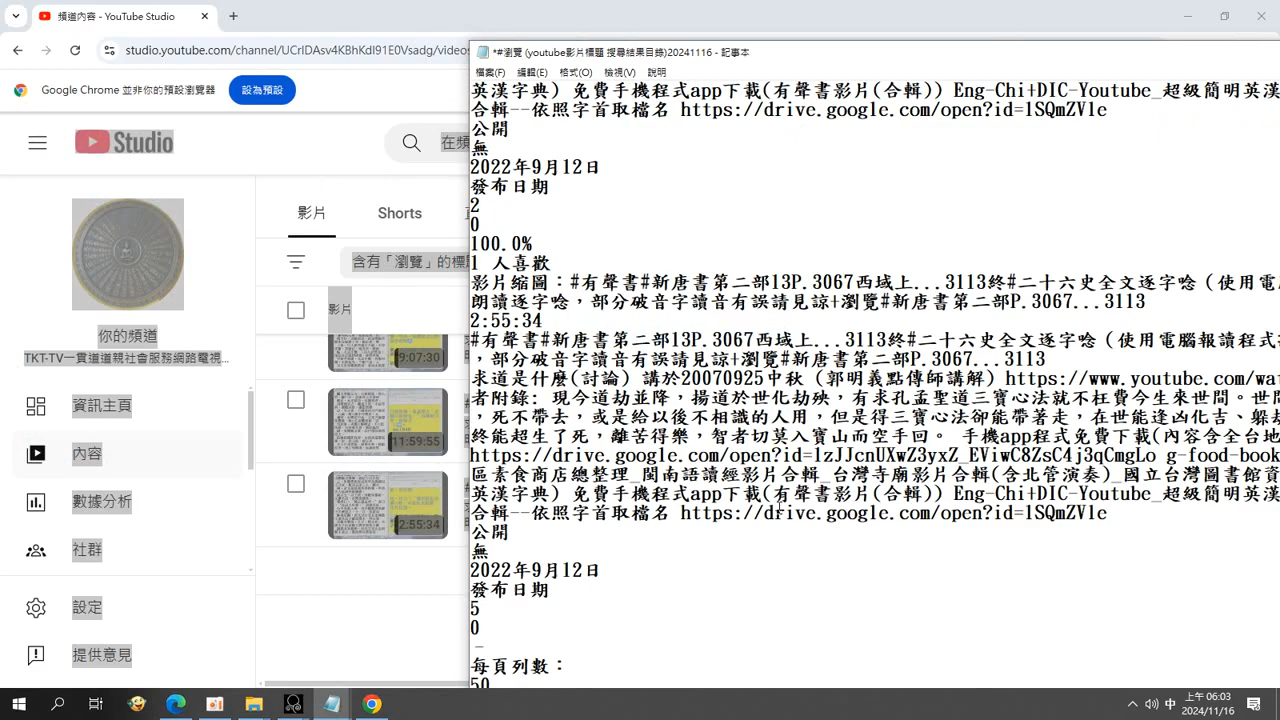 頻道內容 - YouTube Studio
studio.youtube.com/channel/UCrIDAsv4KBhKdI91E0Vsadg/videos
Google Chrome 並非你的預設瀏覽器
設為預設
Studio
在頻
你的頻道
TKT-TV一貫道道親社會服務網路電視...
資訊主頁
內容
數據分析
社群
設定
提供意見
影片
Shorts
含有「瀏覽」的標題
影片
9:07:30
11:59:55
2:55:34
*#瀏覽 (youtube影片標題 搜尋結果目錄)20241116 - 記事本
檔案(F) 編輯(E) 格式(O) 檢視(V) 說明
英漢字典) 免費手機程式app下載(有聲書影片(合輯)) Eng-Chi+DIC-Youtube_超級簡明英漢
合輯--依照字首取檔名 https://drive.google.com/open?id=1SQmZV1e
公開
無
2022年9月12日
發布日期
2
0
100.0%
1 人喜歡
影片縮圖：#有聲書#新唐書第二部13P.3067西域上...3113終#二十六史全文逐字唸（使用電
朗讀逐字唸，部分破音字讀音有誤請見諒+瀏覽#新唐書第二部P.3067...3113
2:55:34
#有聲書#新唐書第二部13P.3067西域上...3113終#二十六史全文逐字唸（使用電腦報讀程式
，部分破音字讀音有誤請見諒+瀏覽#新唐書第二部P.3067...3113
求道是什麼(討論) 講於20070925中秋 (郭明義點傳師講解) https://www.youtube.com/wa
者附錄: 現今道劫並降，揚道於世化劫殃，有求孔孟聖道三寶心法就不枉費今生來世間。世間
，死不帶去，或是給以後不相識的人用，但是得三寶心法卻能帶著走，在世能逢凶化吉、躲
終能超生了死，離苦得樂，智者切莫入寶山而空手回。 手機app程式免費下載(內容含全台地
https://drive.google.com/open?id=1zJJcnUXwZ3yxZ_EViwC8ZsC4j3qCmgLo g-food-book
區素食商店總整理_閩南語讀經影片合輯_台灣寺廟影片合輯(含北管演奏) 國立台灣圖書館資
英漢字典) 免費手機程式app下載(有聲書影片(合輯)) Eng-Chi+DIC-Youtube_超級簡明英漢
合輯--依照字首取檔名 https://drive.google.com/open?id=1SQmZV1e
公開
無
2022年9月12日
發布日期
5
0
–
每頁列數：
50
中
上午 06:03
2024/11/16